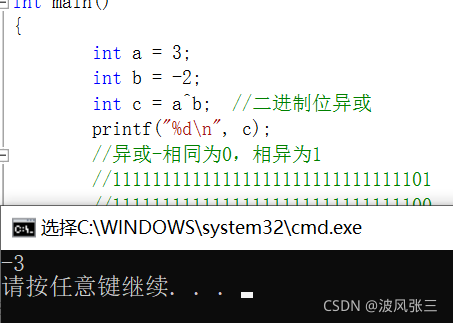 int main()
{
int a = 3;
int b = -2;
int c = a^b;  //二进制位异或
printf("%d\n", c);
//异或-相同为0，相异为1
//11111111111111111111111111111101
//11111111111111111111111111111100
选择C:\WINDOWS\system32\cmd.exe
-3
请按任意键继续. . .
CSDN @波风张三